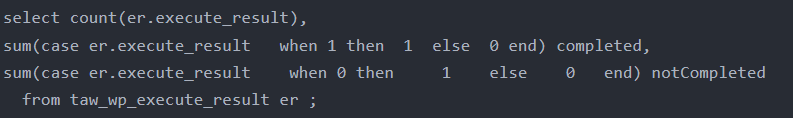 select count(er.execute_result),
sum(case er.execute_result   when 1 then  1  else  0 end) completed,
sum(case er.execute_result    when 0 then     1    else    0   end) notCompleted
  from taw_wp_execute_result er ;